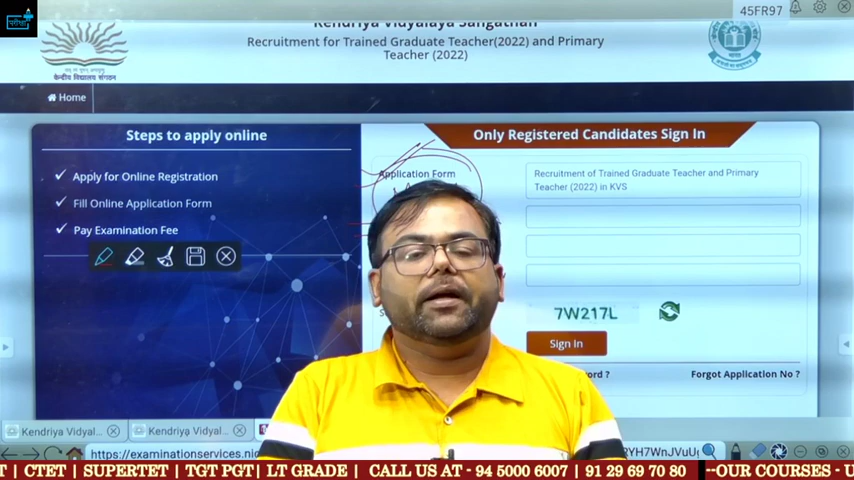 45FR97
परीक्षा
Kendriya Vidyalaya Sangathan
Recruitment for Trained Graduate Teacher(2022) and Primary
Teacher (2022)
केन्द्रीय विद्यालय संगठन
भारत
Home
Steps to apply online
Apply for Online Registration
Fill Online Application Form
Pay Examination Fee
Only Registered Candidates Sign In
Application Form
Recruitment of Trained Graduate Teacher and Primary
Teacher (2022) in KVS
7W217L
Sign In
Forgot Application No ?
Kendriya Vidyal...
Kendriya Vidyal...
https://examinationservices.nic
| CTET | SUPERTET | TGT PGT| LT GRADE | CALL US AT - 94 5000 6007 | 91 29 69 70 80 --OUR COURSES - U